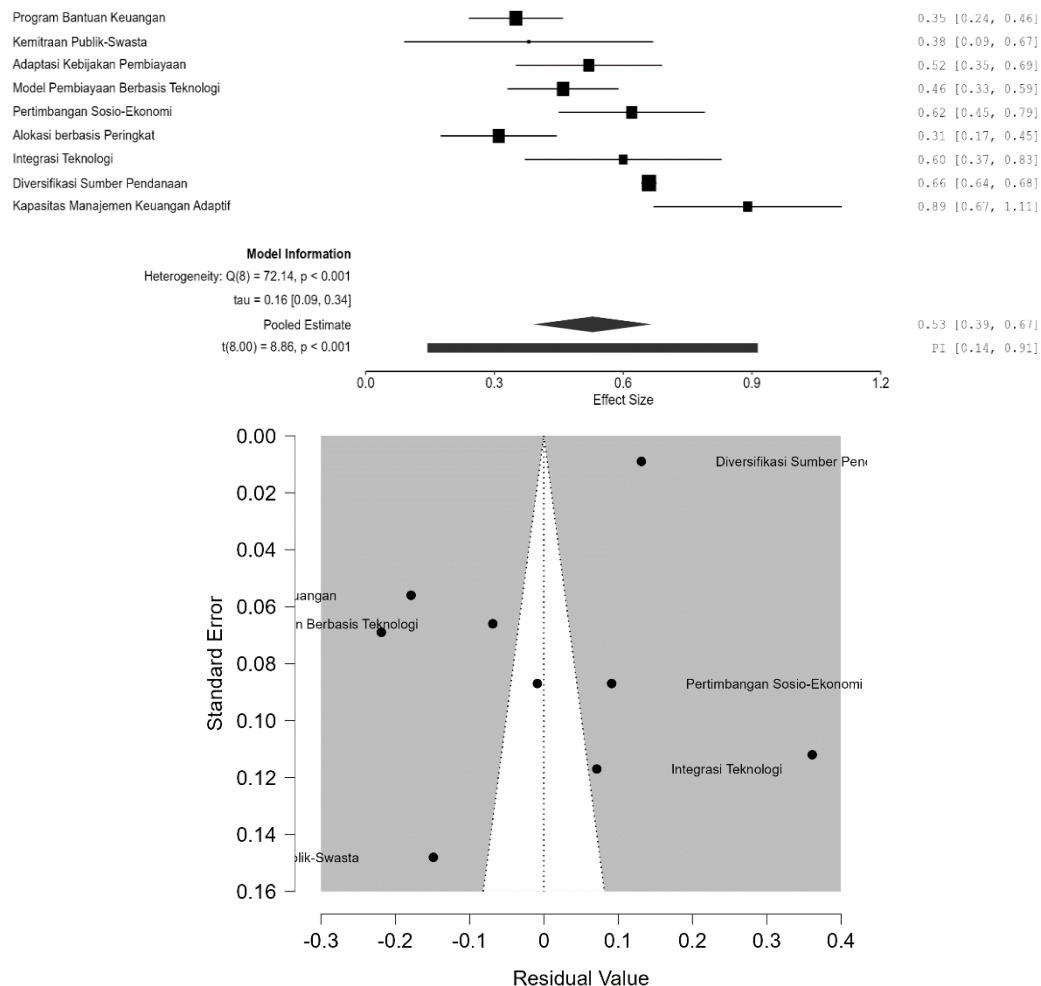 Program Bantuan Keuangan 0.35 [0.24, 0.46]
Kemitraan Publik-Swasta 0.38 [0.09, 0.67]
Adaptasi Kebijakan Pembiayaan 0.52 [0.35, 0.69]
Model Pembiayaan Berbasis Teknologi 0.46 [0.33, 0.59]
Pertimbangan Sosio-Ekonomi 0.62 [0.45, 0.79]
Alokasi berbasis Peringkat 0.31 [0.17, 0.45]
Integrasi Teknologi 0.60 [0.37, 0.83]
Diversifikasi Sumber Pendanaan 0.66 [0.64, 0.68]
Kapasitas Manajemen Keuangan Adaptif 0.89 [0.67, 1.11]
Model Information
Heterogeneity: Q(8) = 72.14, p < 0.001
tau = 0.16 [0.09, 0.34]
Pooled Estimate 0.53 [0.39, 0.67]
t(8.00) = 8.86, p < 0.001 PI [0.14, 0.91]
0.0 0.3 0.6 0.9 1.2
Effect Size
0.00
Diversifikasi Sumber Pen
0.02
0.04
uangan
0.06
n Berbasis Teknologi
0.08
Pertimbangan Sosio-Ekonomi
0.10
Integrasi Teknologi
0.12
0.14
blik-Swasta
0.16
Standard Error
-0.3 -0.2 -0.1 0 0.1 0.2 0.3 0.4
Residual Value